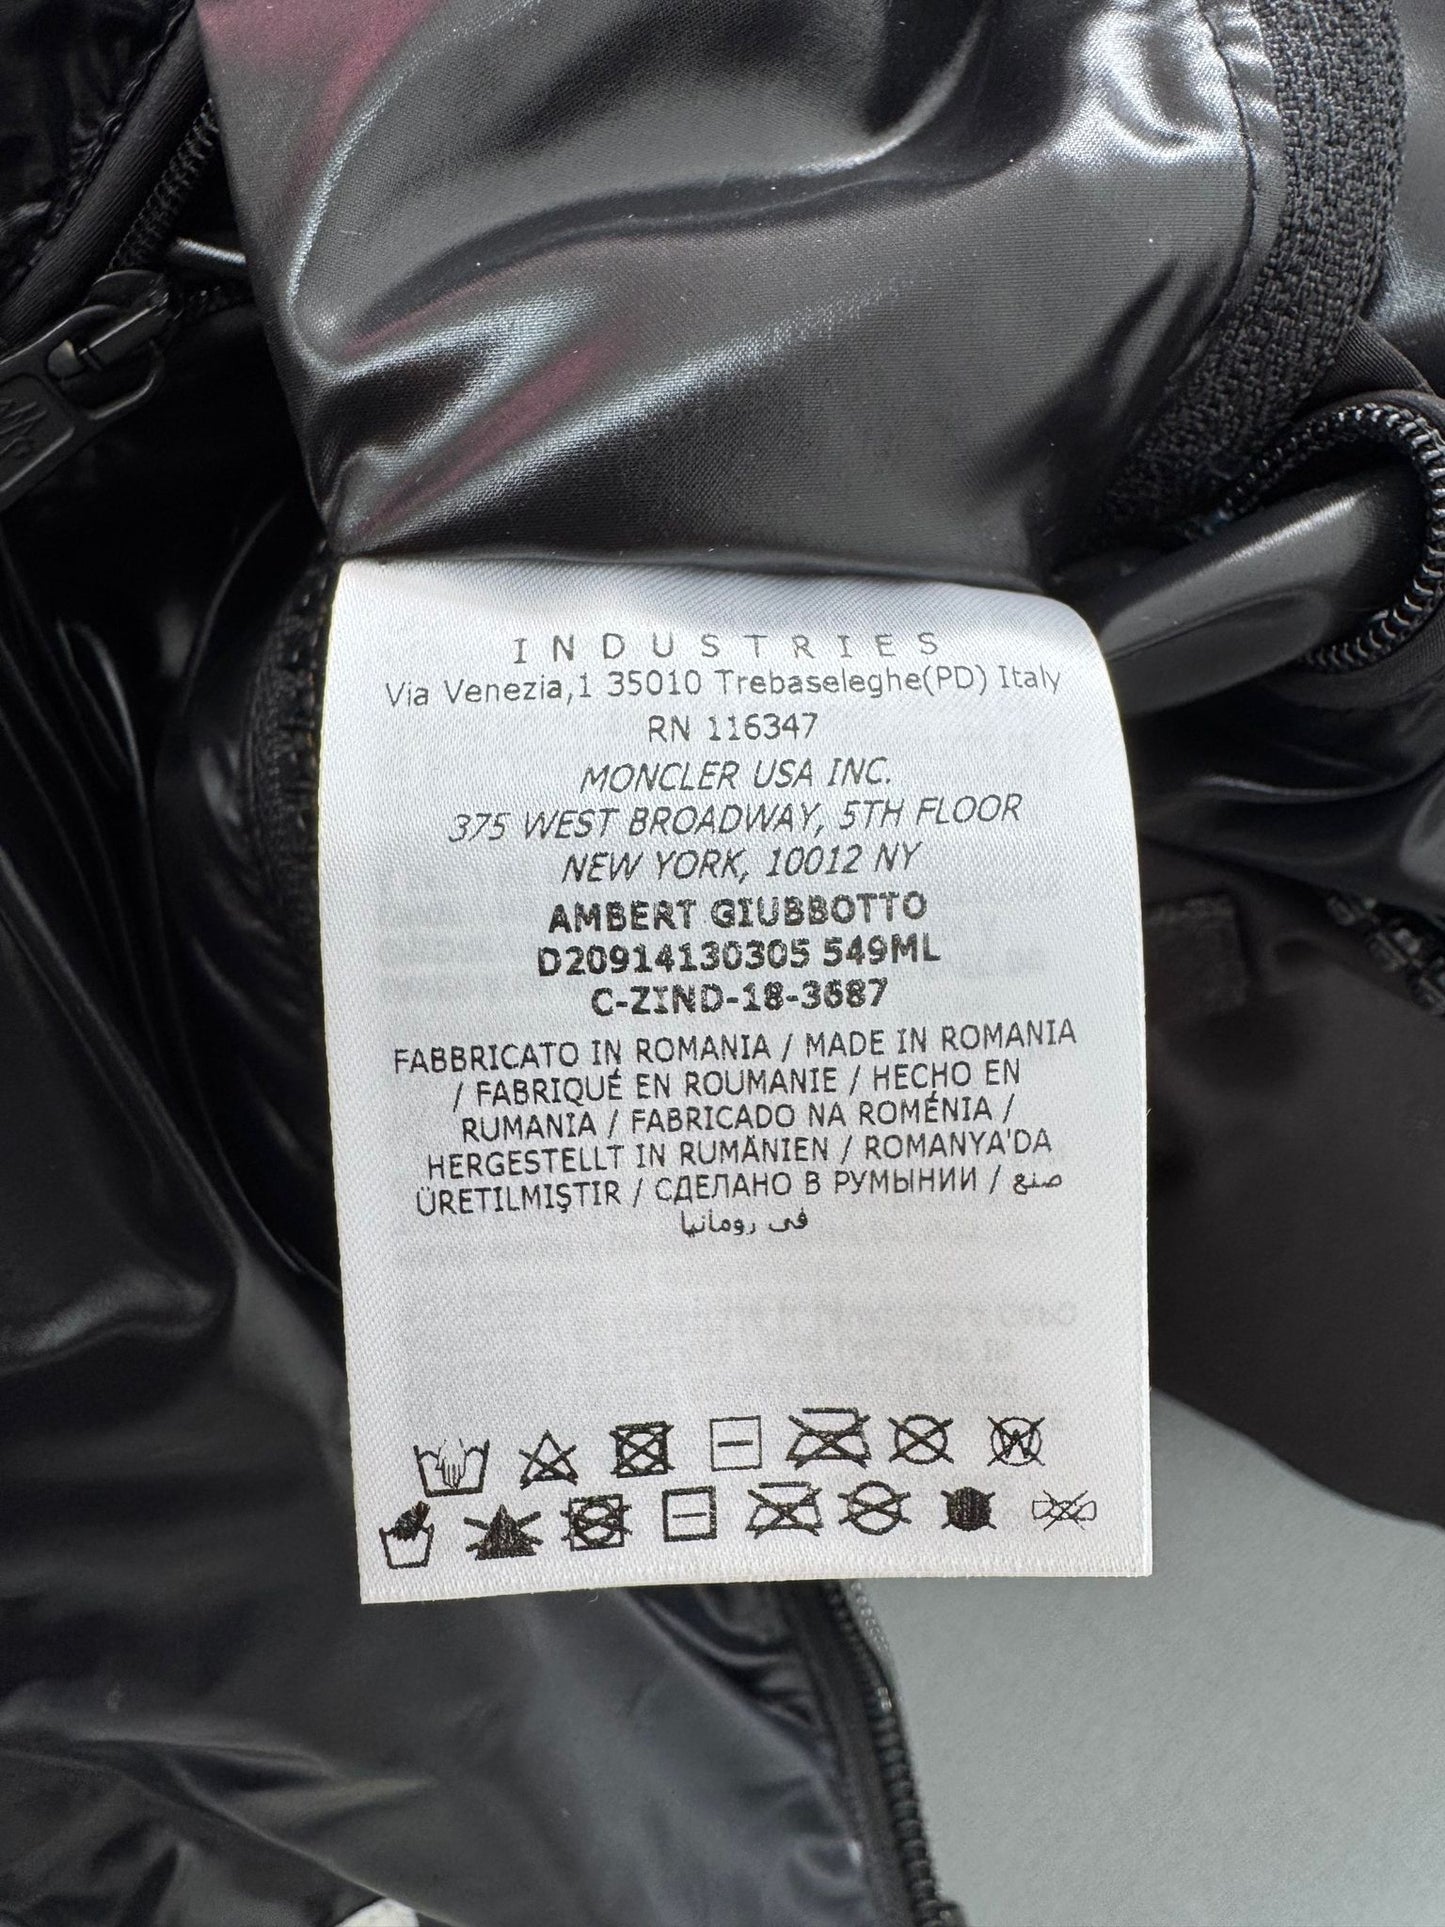 INDUSTRIES
Via Venezia,1 35010 Trebaseleghe(PD) Italy
RN 116347
MONCLER USA INC.
375 WEST BROADWAY, 5TH FLOOR
NEW YORK, 10012 NY
AMBERT GIUBBOTTO
D20914130305 549ML
C-ZIND-18-3687
FABBRICATO IN ROMANIA / MADE IN ROMANIA
/ FABRIQUÉ EN ROUMANIE / HECHO EN
RUMANIA / FABRICADO NA ROMÉNIA /
HERGESTELLT IN RUMÄNIEN / ROMANYA'DA
ÜRETILMIŞTIR / СДЕЛАНО В РУМЫНИИ / صنع
في رومانيا